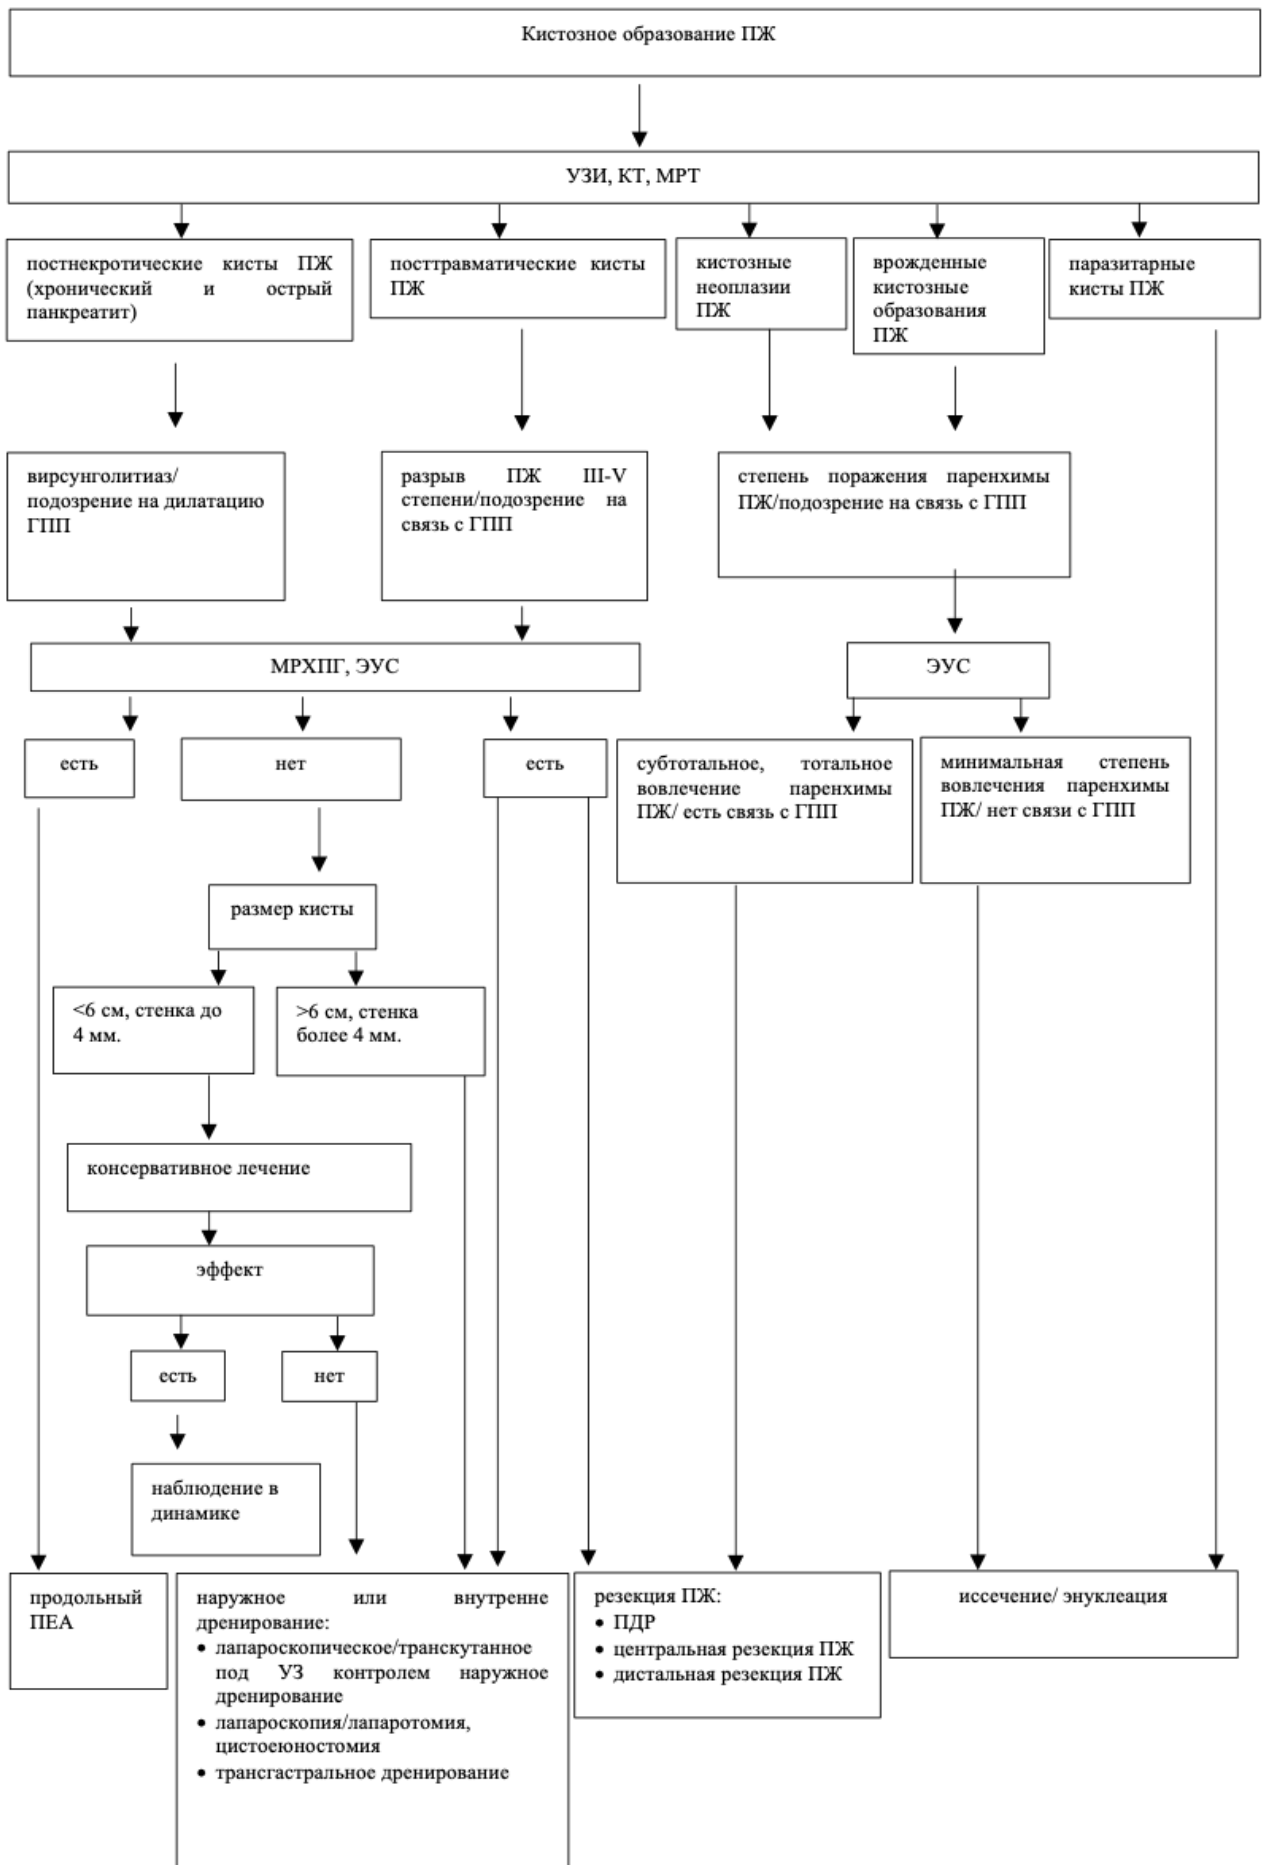 Кистозное образование ПЖ
УЗИ, КТ, МРТ
постнекротические кисты ПЖ
(хронический и острый
панкреатит)
посттравматические кисты
ПЖ
кистозные
неоплазии
ПЖ
врожденные
кистозные
образования
ПЖ
паразитарные
кисты ПЖ
вирсунголитиаз/
подозрение на дилатацию
ГПП
разрыв ПЖ III-V
степени/подозрение на
связь с ГПП
степень поражения паренхимы
ПЖ/подозрение на связь с ГПП
МРХПГ, ЭУС
ЭУС
есть
нет
есть
субтотальное, тотальное
вовлечение паренхимы
ПЖ/ есть связь с ГПП
минимальная степень
вовлечения паренхимы
ПЖ/ нет связи с ГПП
размер кисты
<6 см, стенка до
4 мм.
>6 см, стенка
более 4 мм.
консервативное лечение
эффект
есть
нет
наблюдение в
динамике
продольный
ПЕА
наружное или внутренне
дренирование:
• лапароскопическое/транскутанное
под УЗ контролем наружное
дренирование
• лапароскопия/лапаротомия,
цистоеюностомия
• трансгастральное дренирование
резекция ПЖ:
• ПДР
• центральная резекция ПЖ
• дистальная резекция ПЖ
иссечение/ энуклеация